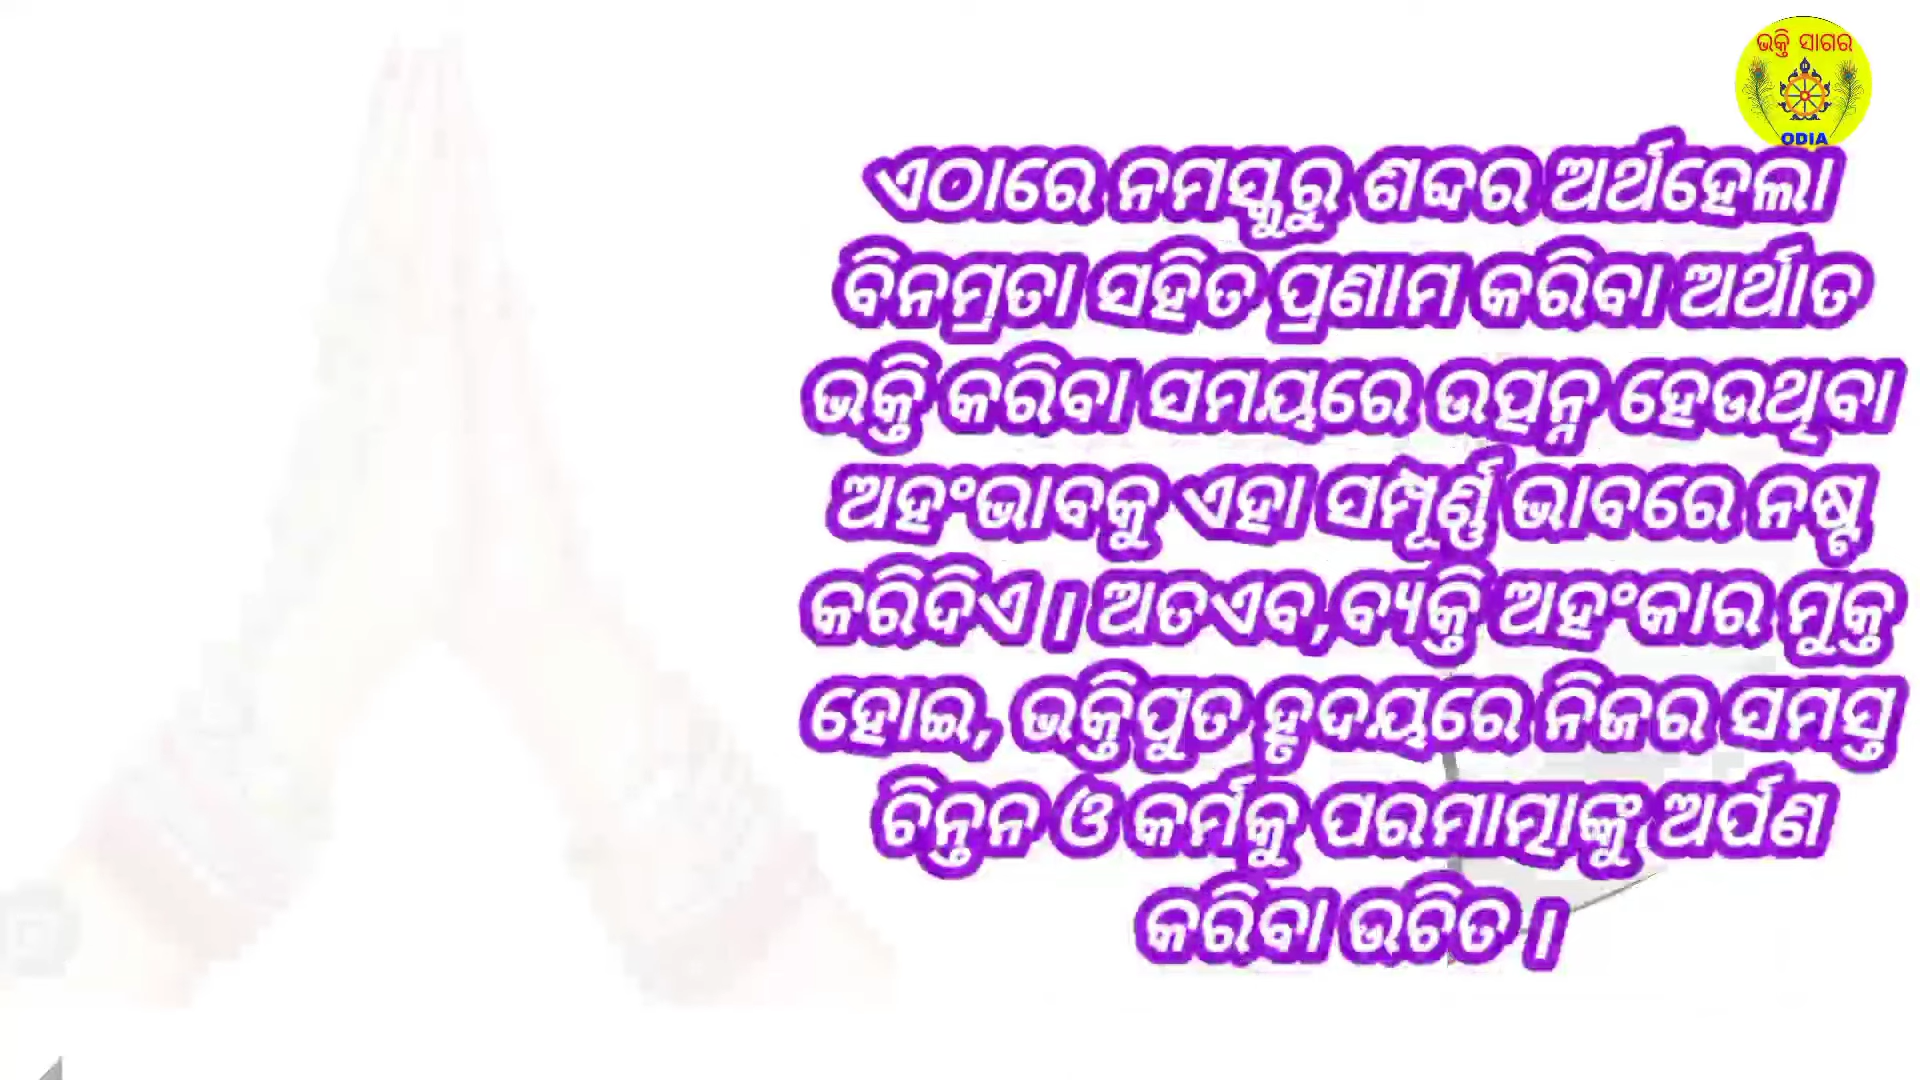 ଭକ୍ତି ସାଗର
ODIA
ଏଠାରେ ନମସ୍କୁରୁ ଶବ୍ଦର ଅର୍ଥହେଲା
ବିନମ୍ରତା ସହିତ ପ୍ରଣାମ କରିବା ଅର୍ଥାତ
ଭକ୍ତି କରିବା ସମୟରେ ଉତ୍ପନ୍ନ ହେଉଥିବା
ଅହଂଭାବକୁ ଏହା ସମ୍ପୂର୍ଣ୍ଣ ଭାବରେ ନଷ୍ଟ
କରିଦିଏ । ଅତଏବ,ବ୍ୟକ୍ତି ଅହଂକାର ମୁକ୍ତ
ହୋଇ, ଭକ୍ତିପୁତ ହୃଦୟରେ ନିଜର ସମସ୍ତ
ଚିନ୍ତନ ଓ କର୍ମକୁ ପରମାତ୍ମାଙ୍କୁ ଅର୍ପଣ
କରିବା ଉଚିତ ।